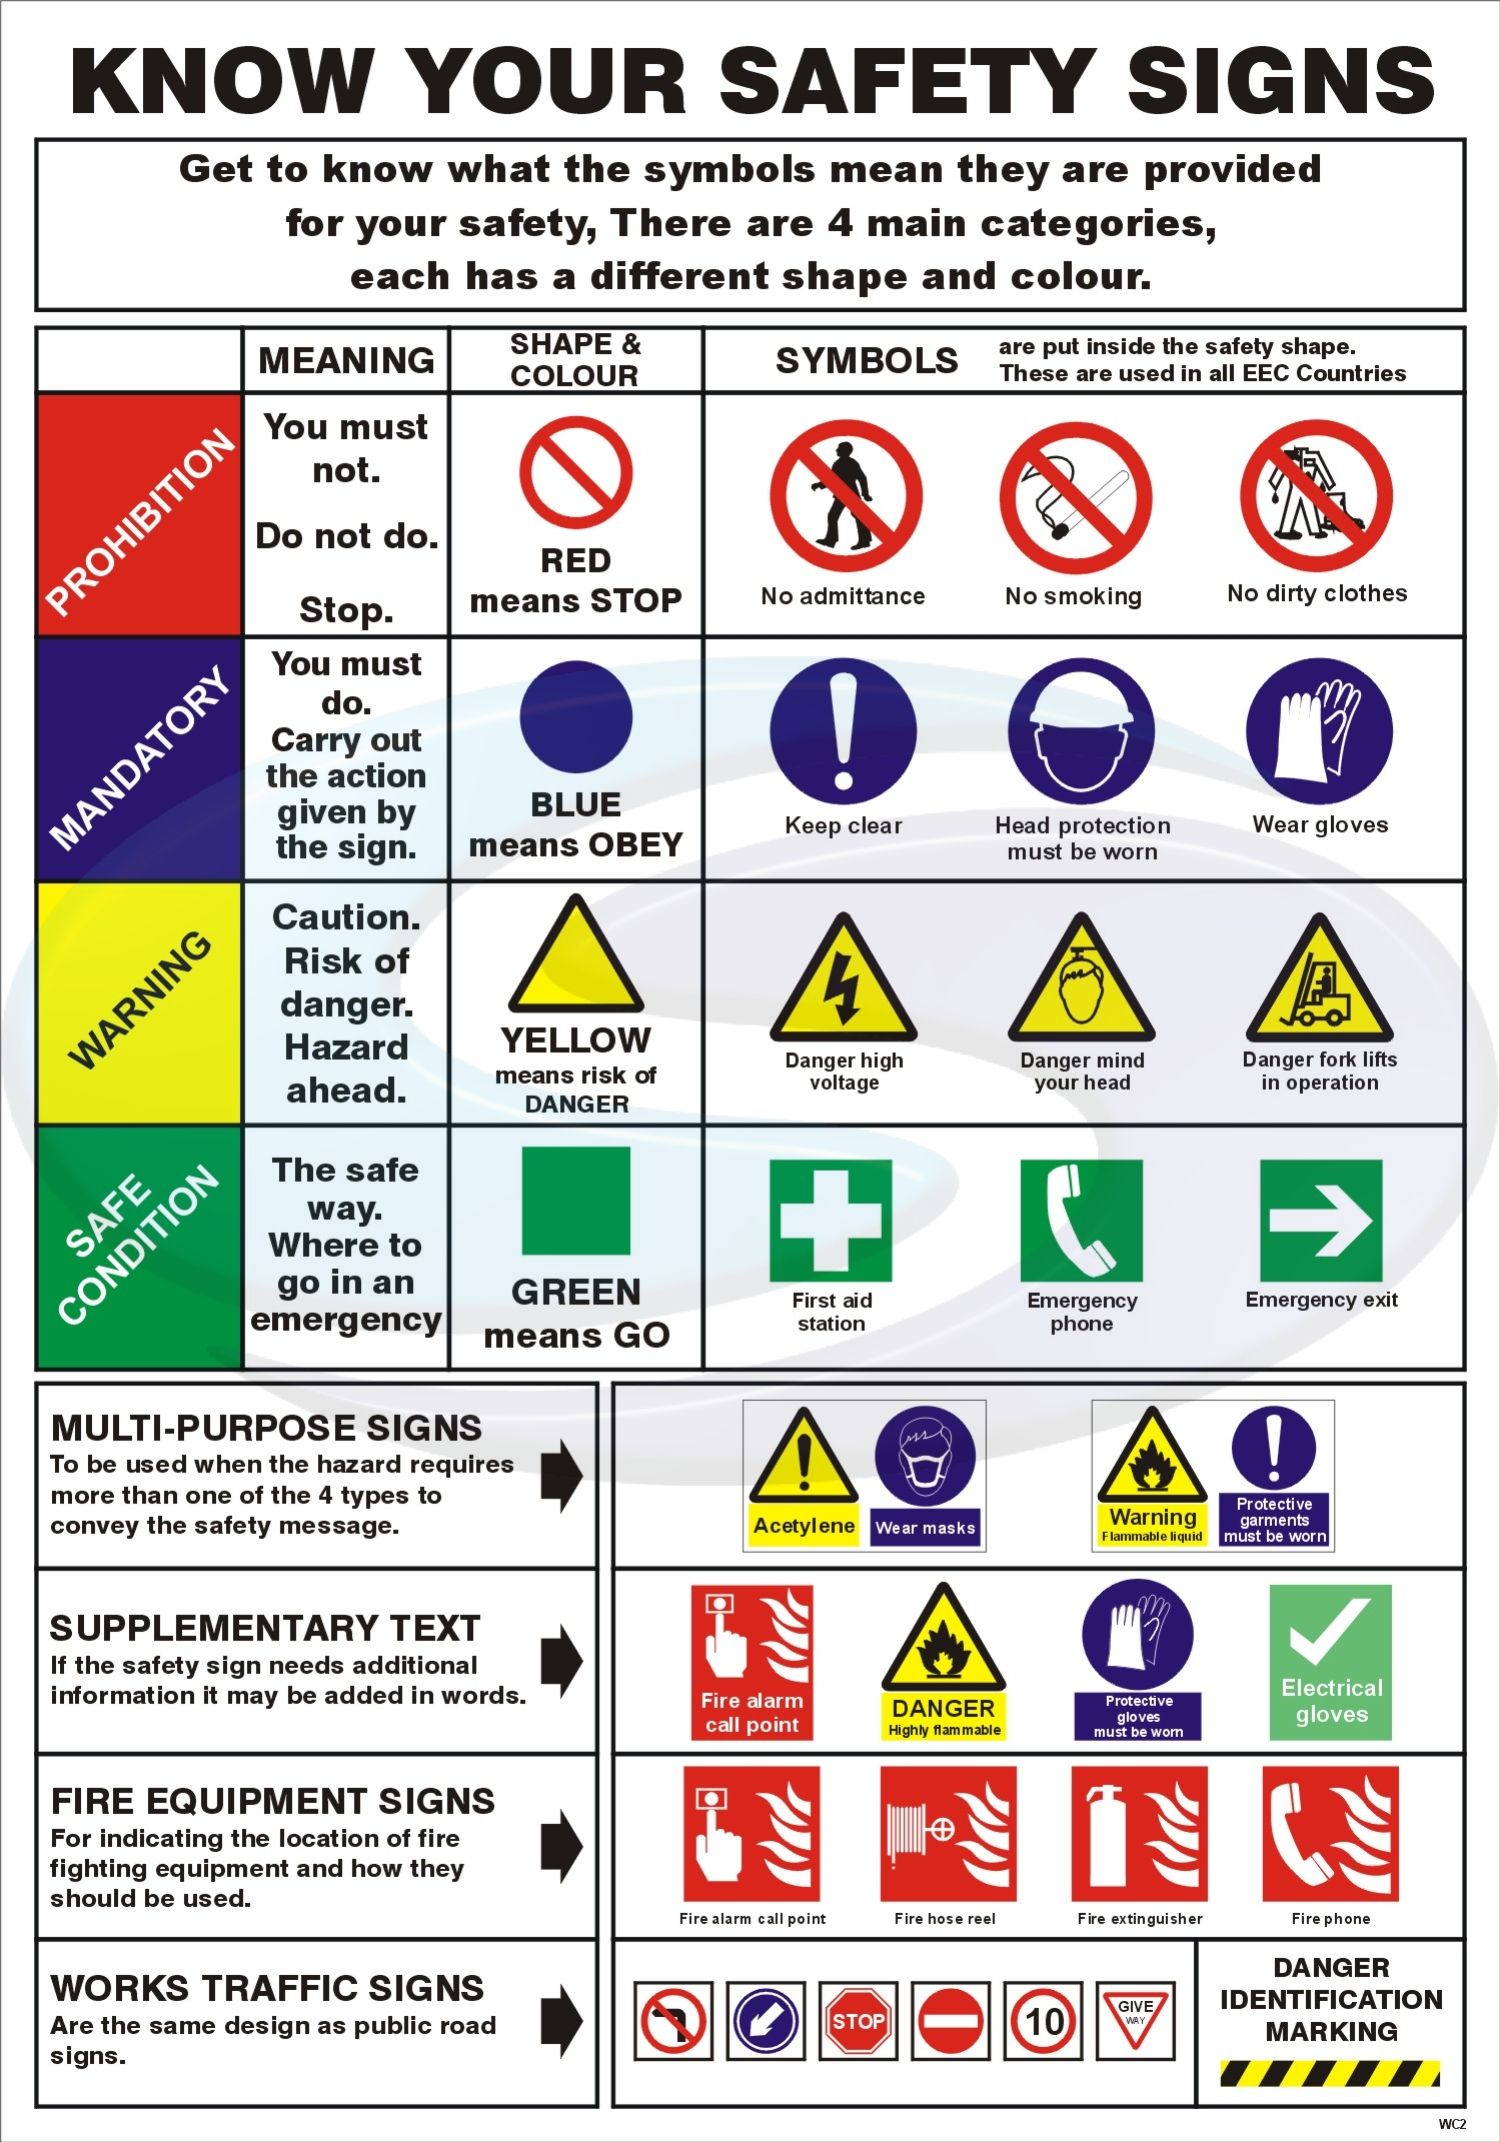 KNOW YOUR SAFETY SIGNS
Get to know what the symbols mean they are provided
for your safety, There are 4 main categories,
each has a different shape and colour.
MEANING
SHAPE &
COLOUR
SYMBOLS
are put inside the safety shape.
These are used in all EEC Countries
PROHIBITION
You must
not.
Do not do.
Stop.
RED
means STOP
No admittance
No smoking
No dirty clothes
MANDATORY
You must
do.
Carry out
the action
given by
the sign.
BLUE
means OBEY
Keep clear
Head protection
must be worn
Wear gloves
WARNING
Caution.
Risk of
danger.
Hazard
ahead.
YELLOW
means risk of
DANGER
Danger high
voltage
Danger mind
your head
Danger fork lifts
in operation
SAFE
CONDITION
The safe
way.
Where to
go in an
emergency
GREEN
means GO
First aid
station
Emergency
phone
Emergency exit
MULTI-PURPOSE SIGNS
To be used when the hazard requires
more than one of the 4 types to
convey the safety message.
Acetylene
Wear masks
Warning
Flammable liquid
Protective
garments
must be worn
SUPPLEMENTARY TEXT
If the safety sign needs additional
information it may be added in words.
Fire alarm
call point
DANGER
Highly flammable
Protective
gloves
must be worn
Electrical
gloves
FIRE EQUIPMENT SIGNS
For indicating the location of fire
fighting equipment and how they
should be used.
Fire alarm call point
Fire hose reel
Fire extinguisher
Fire phone
WORKS TRAFFIC SIGNS
Are the same design as public road
signs.
STOP
10
GIVE
WAY
DANGER
IDENTIFICATION
MARKING
WC2